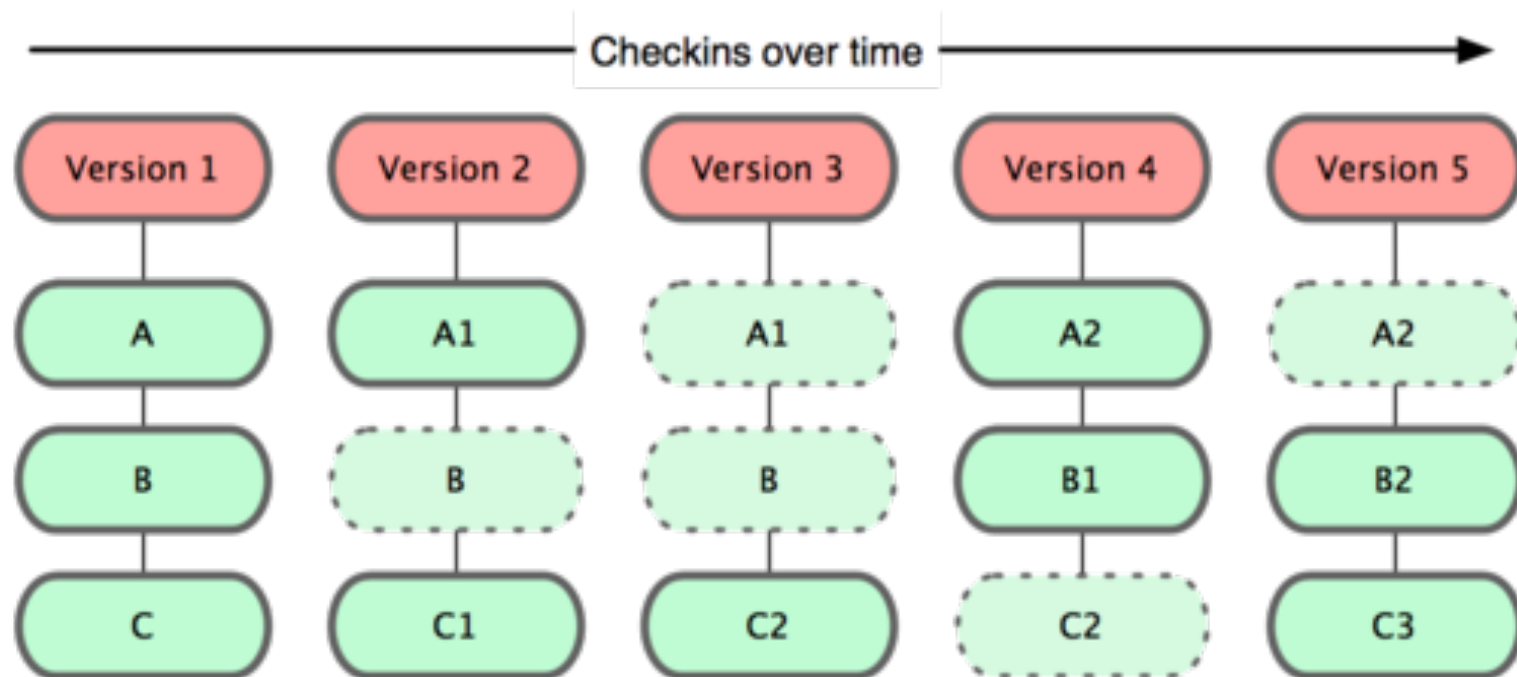 Checkins over time
Version 1 Version 2 Version 3 Version 4 Version 5
A A1 A1 A2 A2
B B B B1 B2
C C1 C2 C2 C3